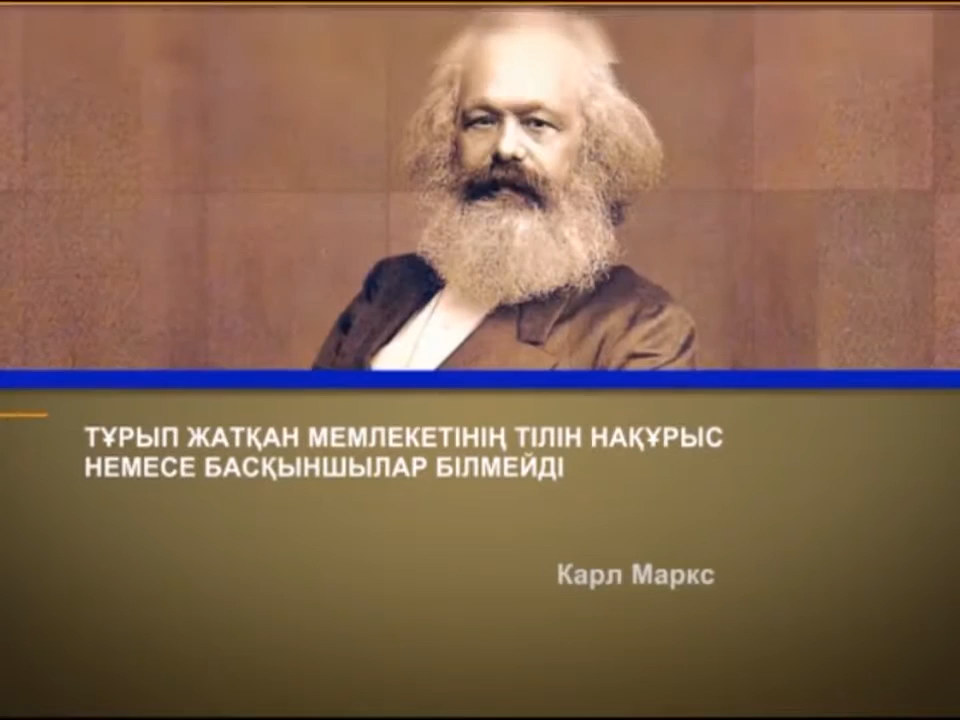 ТҰРЫП ЖАТҚАН МЕМЛЕКЕТІНІҢ ТІЛІН НАҚҰРЫС
НЕМЕСЕ БАСҚЫНШЫЛАР БІЛМЕЙДІ
Карл Маркс